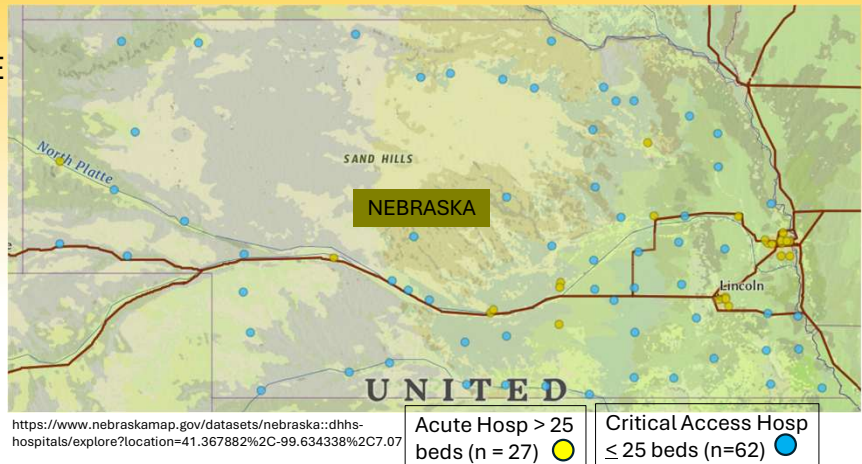 E
North Platte
SAND HILLS
NEBRASKA
Lincoln
UNITED
https://www.nebraskamap.gov/datasets/nebraska::dhhs-
hospitals/explore?location=41.367882%2C-99.634338%2C7.07
Acute Hosp > 25
beds (n = 27)
Critical Access Hosp
≤ 25 beds (n=62)